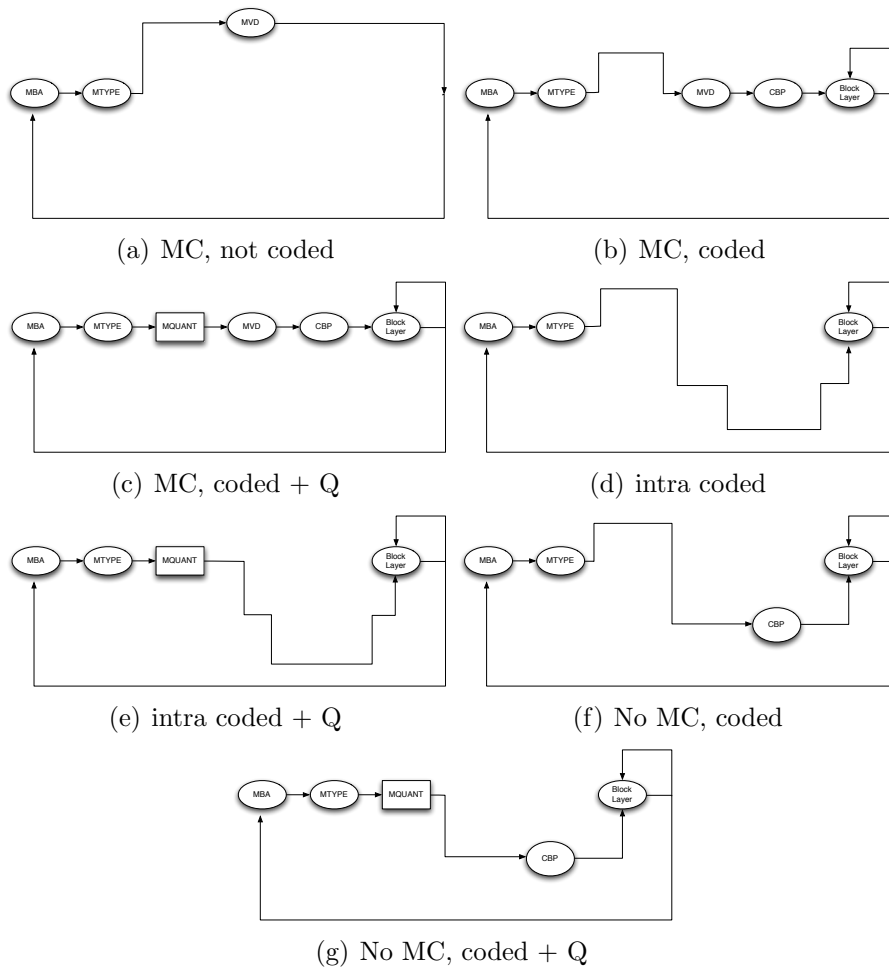 MVD
MBA MTYPE
MBA MTYPE MVD CBP Block
Layer
(a) MC, not coded
(b) MC, coded
MBA MTYPE MQUANT MVD CBP Block
Layer
MBA MTYPE Block
Layer
(c) MC, coded + Q
(d) intra coded
MBA MTYPE MQUANT Block
Layer
MBA MTYPE Block
Layer
CBP
(e) intra coded + Q
(f) No MC, coded
MBA MTYPE MQUANT Block
Layer
CBP
(g) No MC, coded + Q